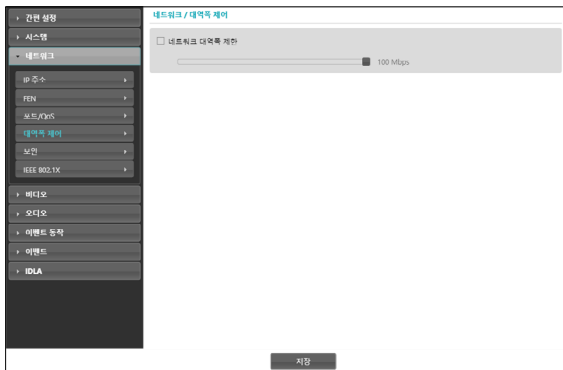 간편 설정
시스템
네트워크
IP 주소
FEN
포트/QoS
대역폭 제어
보안
IEEE 802.1X
비디오
오디오
이벤트 동작
이벤트
IDLA
네트워크 / 대역폭 제어
네트워크 대역폭 제한
100 Mbps
저장